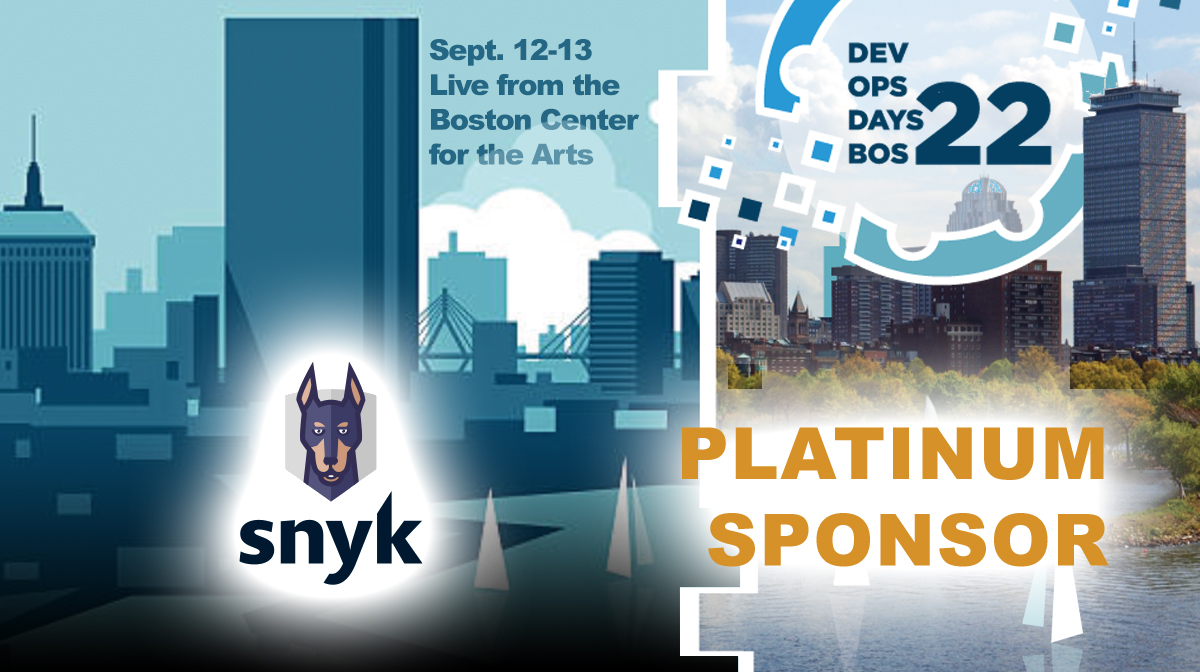 Sept. 12-13
Live from the
Boston Center
for the Arts
DEV
OPS
DAYS
BOS 22
snyk
PLATINUM
SPONSOR